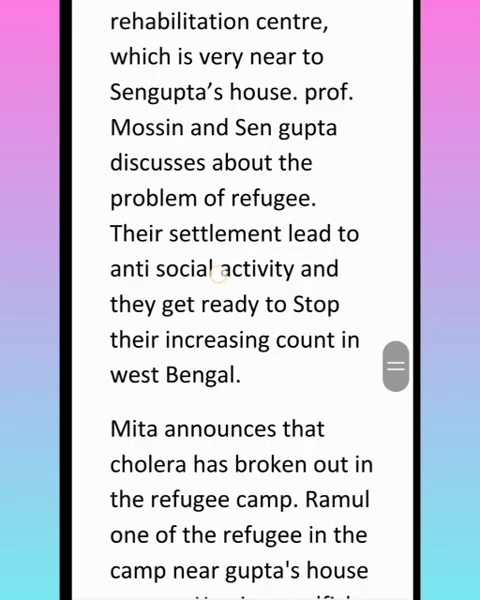 rehabilitation centre,
which is very near to
Sengupta’s house. prof.
Mossin and Sen gupta
discusses about the
problem of refugee.
Their settlement lead to
anti social activity and
they get ready to Stop
their increasing count in
west Bengal.
Mita announces that
cholera has broken out in
the refugee camp. Ramul
one of the refugee in the
camp near gupta's house